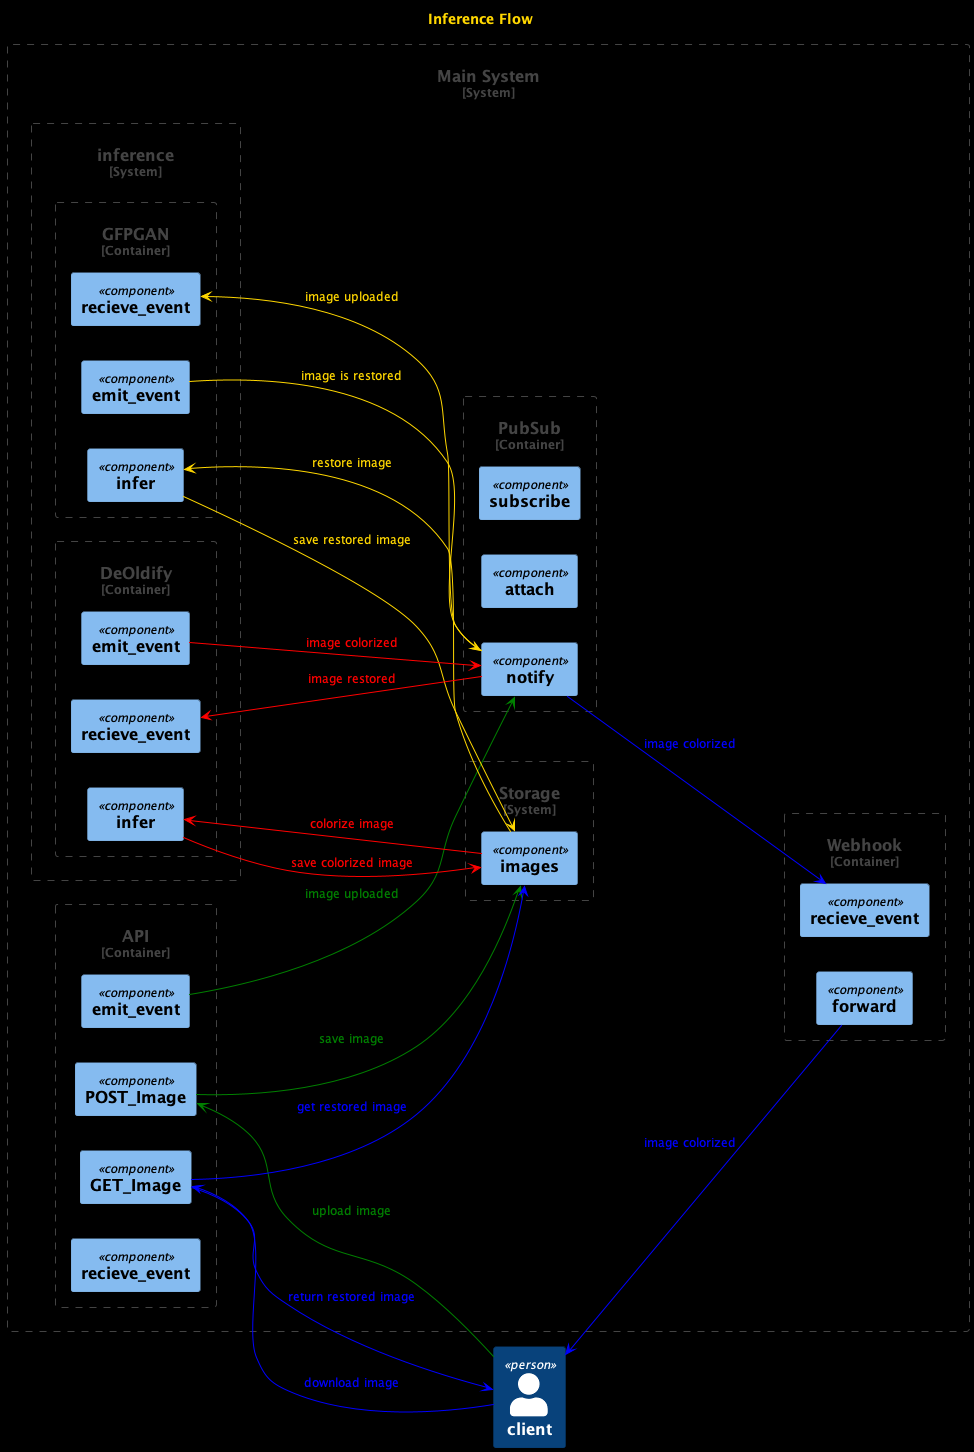 Inference Flow
Main System
[System]
inference
[System]
GFPGAN
[Container]
«component»
recieve_event
image uploaded
«component»
emit_event
image is restored
«component»
infer
restore image
save restored image
PubSub
[Container]
«component»
subscribe
«component»
attach
«component»
notify
DeOldify
[Container]
«component»
emit_event
image colorized
image restored
«component»
recieve_event
«component»
infer
colorize image
save colorized image
image uploaded
image colorized
Storage
[System]
«component»
images
Webhook
[Container]
«component»
recieve_event
«component»
forward
API
[Container]
«component»
emit_event
save image
«component»
POST_Image
get restored image
image colorized
«component»
GET_Image
upload image
«component»
recieve_event
return restored image
download image
«person»
client